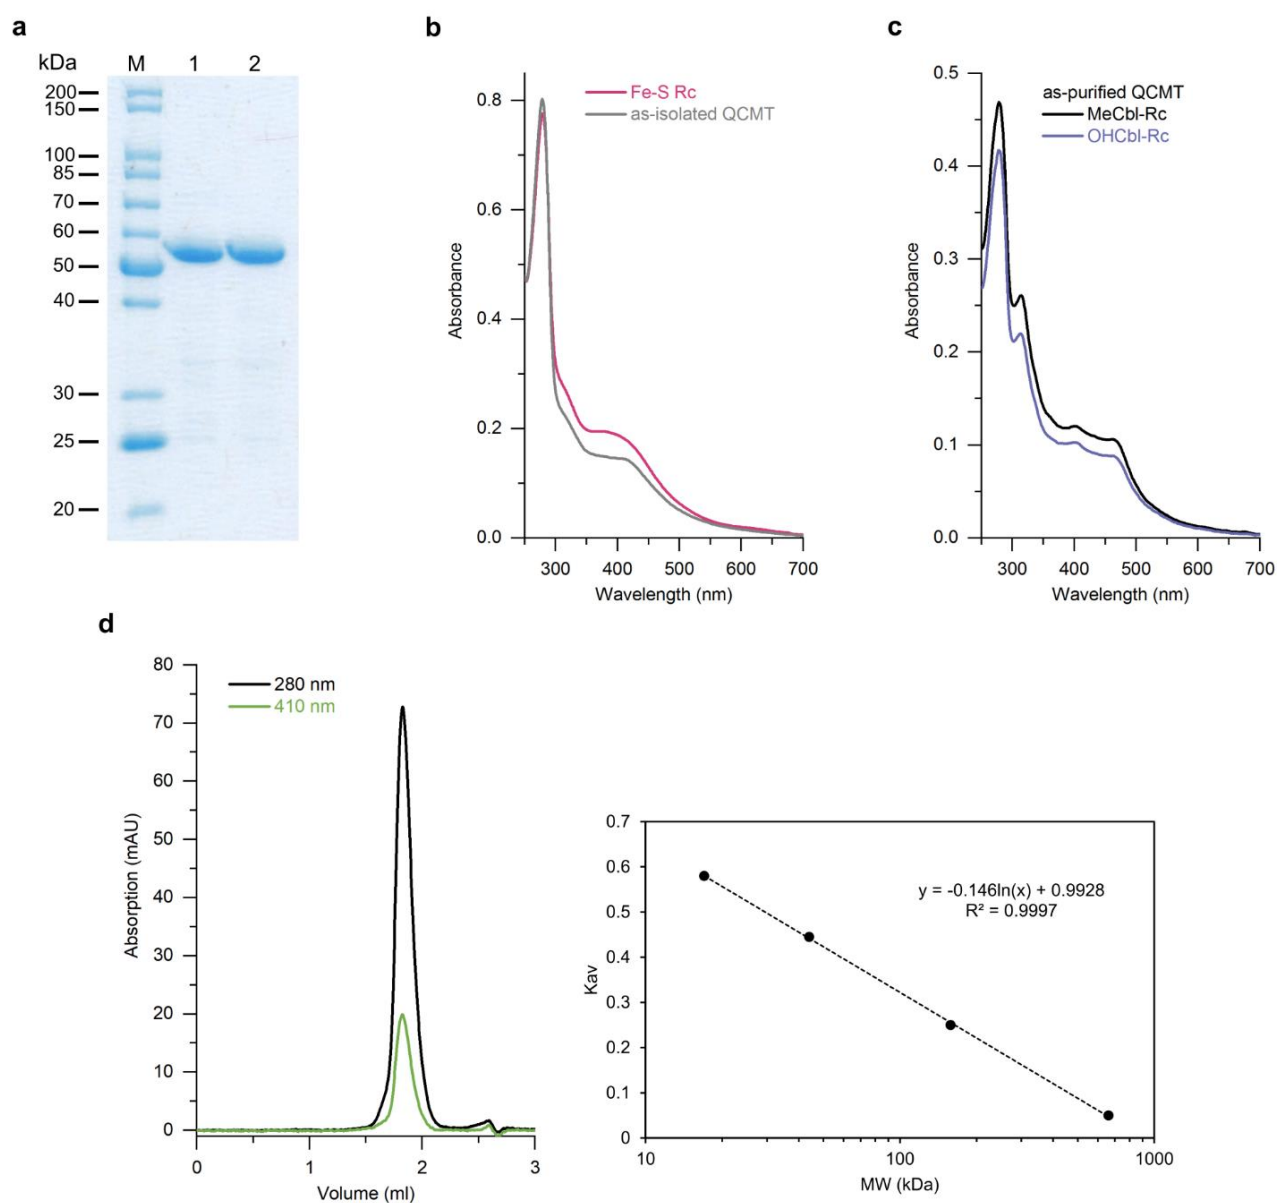 a
kDa M 1 2
200
150
100
85
70
60
50
40
30
25
20
b
Fe-S Rc
as-isolated QCMT
0.8
0.6
0.4
0.2
0.0
Absorbance
300 400 500 600 700
Wavelength (nm)
c
as-purified QCMT
MeCbl-Rc
OHCbl-Rc
0.5
0.4
0.3
0.2
0.1
0.0
Absorbance
300 400 500 600 700
Wavelength (nm)
d
280 nm
410 nm
80
70
60
50
40
30
20
10
0
Absorption (mAU)
0 1 2 3
Volume (ml)
0.7
0.6
0.5
0.4
0.3
0.2
0.1
0
Kav
y = -0.146ln(x) + 0.9928
R² = 0.9997
10 100 1000
MW (kDa)